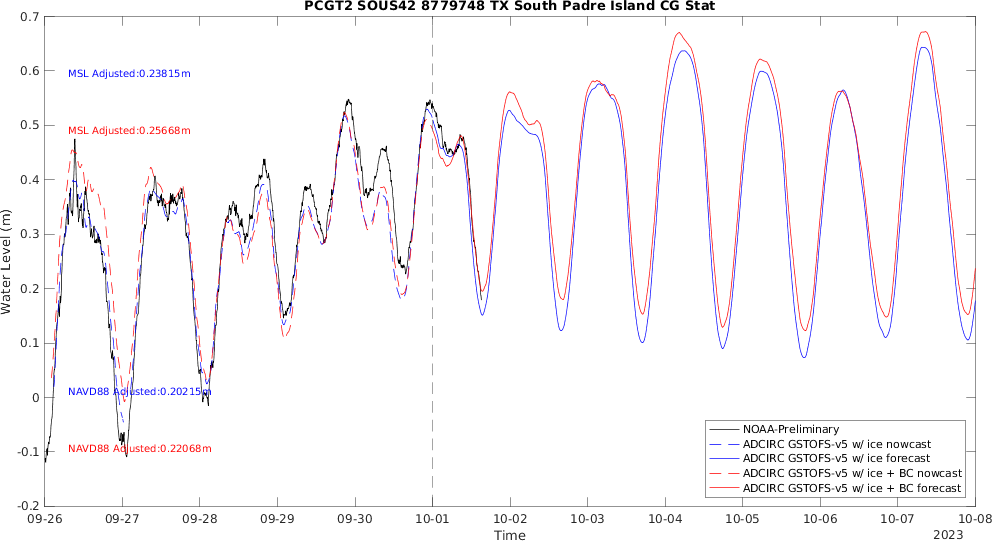 PCGT2 SOUS42 8779748 TX South Padre Island CG Stat
0.7
0.6
0.5
0.4
0.3
0.2
0.1
0
-0.1
-0.2
Water Level (m)
MSL Adjusted:0.23815m
MSL Adjusted:0.25668m
NAVD88 Adjusted:0.20215m
NAVD88 Adjusted:0.22068m
NOAA-Preliminary
ADCIRC GSTOFS-v5 w/ ice nowcast
ADCIRC GSTOFS-v5 w/ ice forecast
ADCIRC GSTOFS-v5 w/ ice + BC nowcast
ADCIRC GSTOFS-v5 w/ ice + BC forecast
09-26 09-27 09-28 09-29 09-30 10-01 10-02 10-03 10-04 10-05 10-06 10-07 10-08
Time
2023